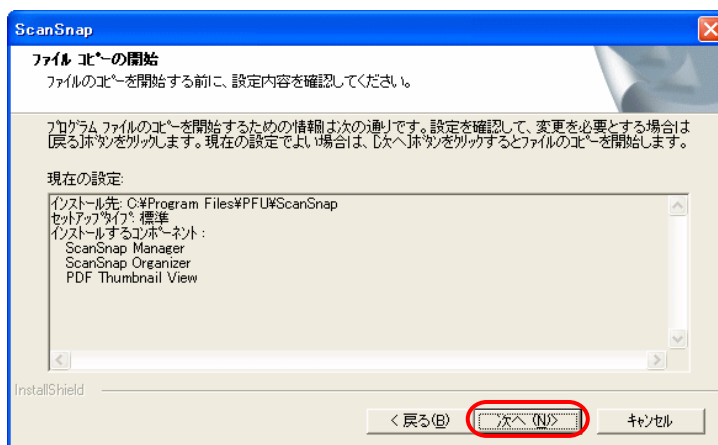 ScanSnap
ファイル コピーの開始
ファイルのコピーを開始する前に、設定内容を確認してください。
プログラム ファイルのコピーを開始するための情報は次の通りです。設定を確認して、変更を必要とする場合は
[戻る]ボタンをクリックします。現在の設定でよい場合は、[次へ]ボタンをクリックするとファイルのコピーを開始します。
現在の設定:
インストール先: C:¥Program Files¥PFU¥ScanSnap
セットアップタイプ: 標準
インストールするコンポーネント :
ScanSnap Manager
ScanSnap Organizer
PDF Thumbnail View
InstallShield
< 戻る(B)
次へ (N)>
キャンセル